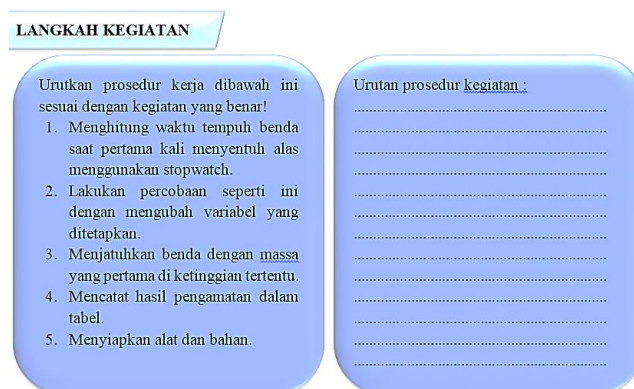 LANGKAH KEGIATAN
Urutkan prosedur kerja dibawah ini
sesuai dengan kegiatan yang benar!
1. Menghitung waktu tempuh benda
saat pertama kali menyentuh alas
menggunakan stopwatch.
2. Lakukan percobaan seperti ini
dengan mengubah variabel yang
ditetapkan.
3. Menjatuhkan benda dengan massa
yang pertama di ketinggian tertentu.
4. Mencatat hasil pengamatan dalam
tabel.
5. Menyiapkan alat dan bahan.
Urutan prosedur kegiatan :